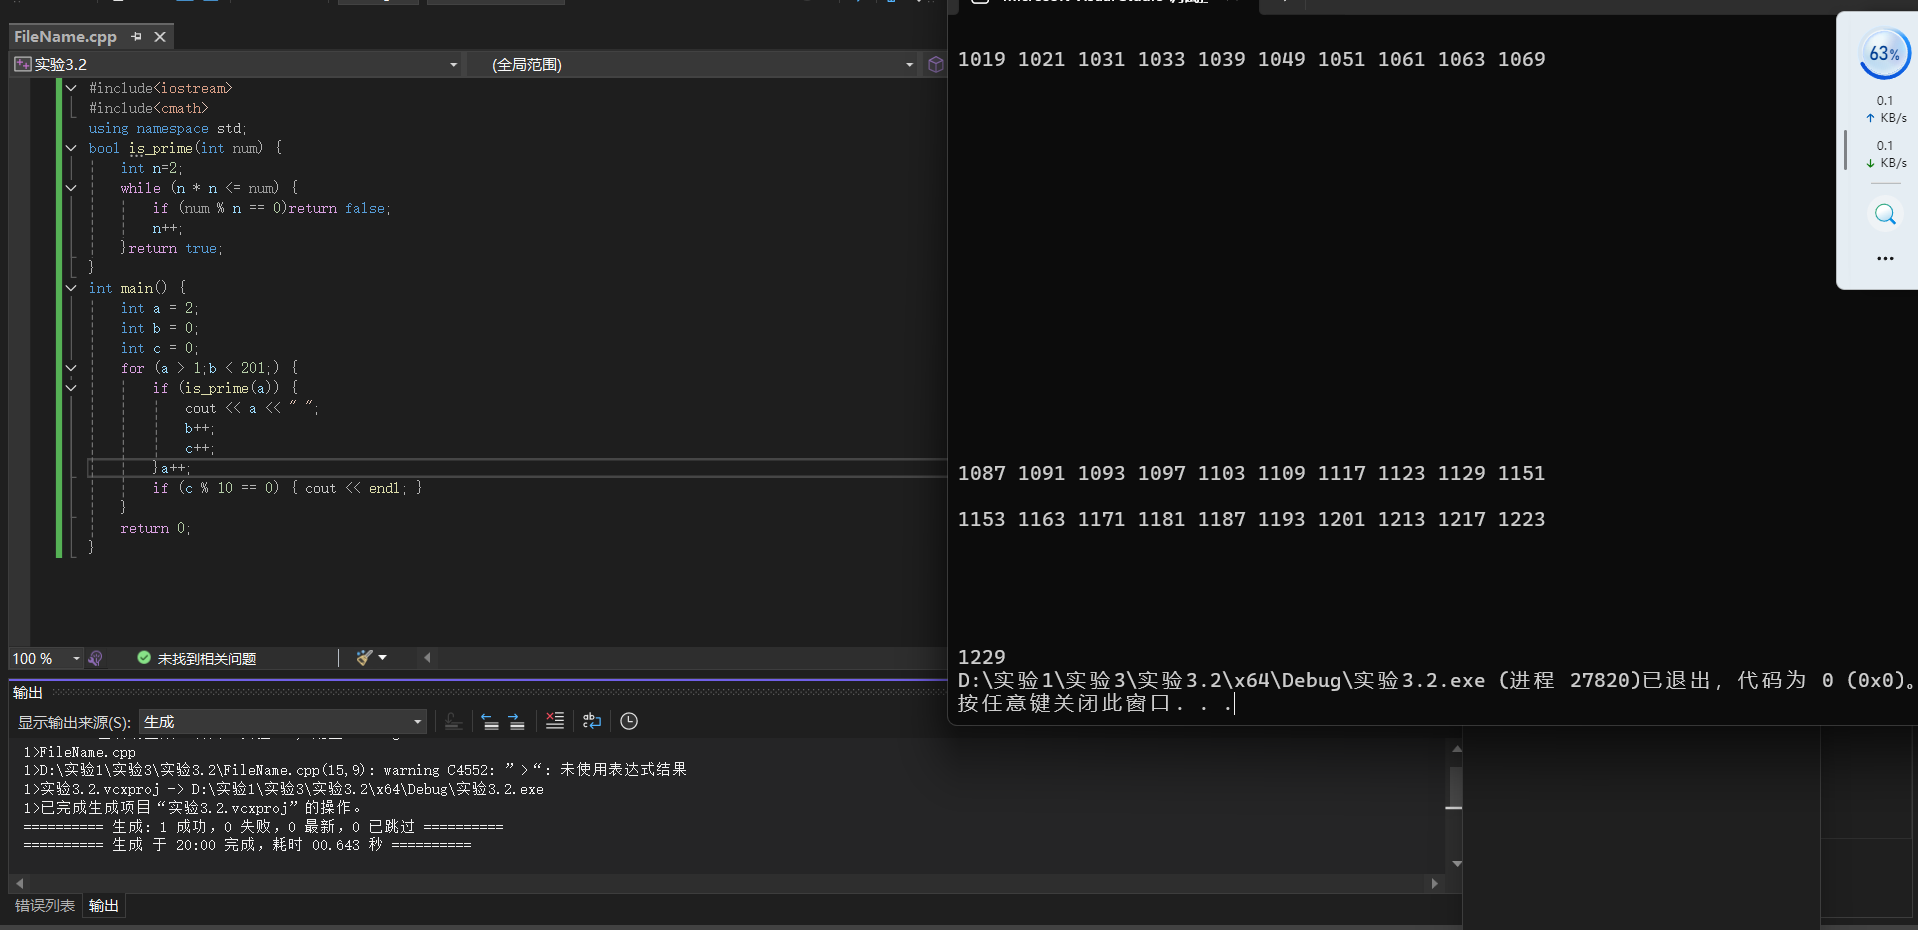 FileName.cpp
实验3.2
(全局范围)
#include<iostream>
#include<cmath>
using namespace std;
bool is_prime(int num) {
int n=2;
while (n * n <= num) {
if (num % n == 0)return false;
n++;
}return true;
}
int main() {
int a = 2;
int b = 0;
int c = 0;
for (a > 1;b < 201;) {
if (is_prime(a)) {
cout << a << " ";
b++;
c++;
}a++;
if (c % 10 == 0) { cout << endl; }
}
return 0;
}
100 %
未找到相关问题
输出
显示输出来源(S):
生成
1>FileName.cpp
1>D:\实验1\实验3\实验3.2\FileName.cpp(15,9): warning C4552: ”>“: 未使用表达式结果
1>实验3.2.vcxproj -> D:\实验1\实验3\实验3.2\x64\Debug\实验3.2.exe
1>已完成生成项目“实验3.2.vcxproj”的操作。
========== 生成: 1 成功，0 失败，0 最新，0 已跳过 ==========
========== 生成 于 20:00 完成，耗时 00.643 秒 ==========
错误列表
输出
1019 1021 1031 1033 1039 1049 1051 1061 1063 1069
1087 1091 1093 1097 1103 1109 1117 1123 1129 1151
1153 1163 1171 1181 1187 1193 1201 1213 1217 1223
1229
D:\实验1\实验3\实验3.2\x64\Debug\实验3.2.exe (进程 27820)已退出，代码为 0 (0x0)。
按任意键关闭此窗口. . .
63%
0.1
↑ KB/s
0.1
↓ KB/s